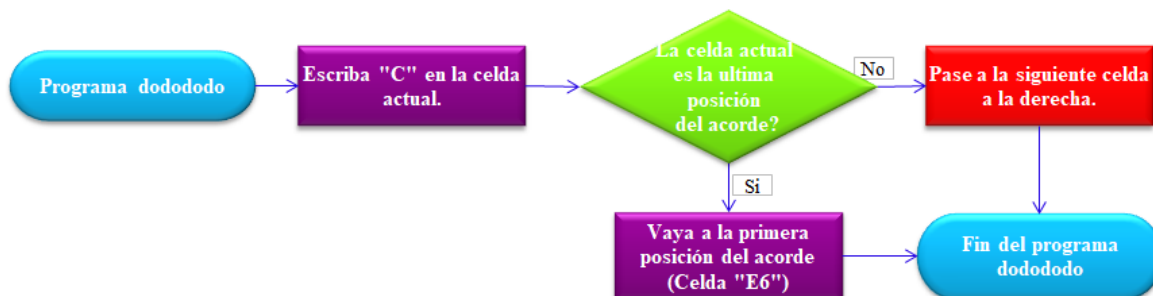 Programa dodododo
Escriba "C" en la celda
actual.
La celda actual
es la ultima
posición
del acorde?
No
Pase a la siguiente celda
a la derecha.
Si
Vaya a la primera
posición del acorde
(Celda "E6")
Fin del programa
dodododo